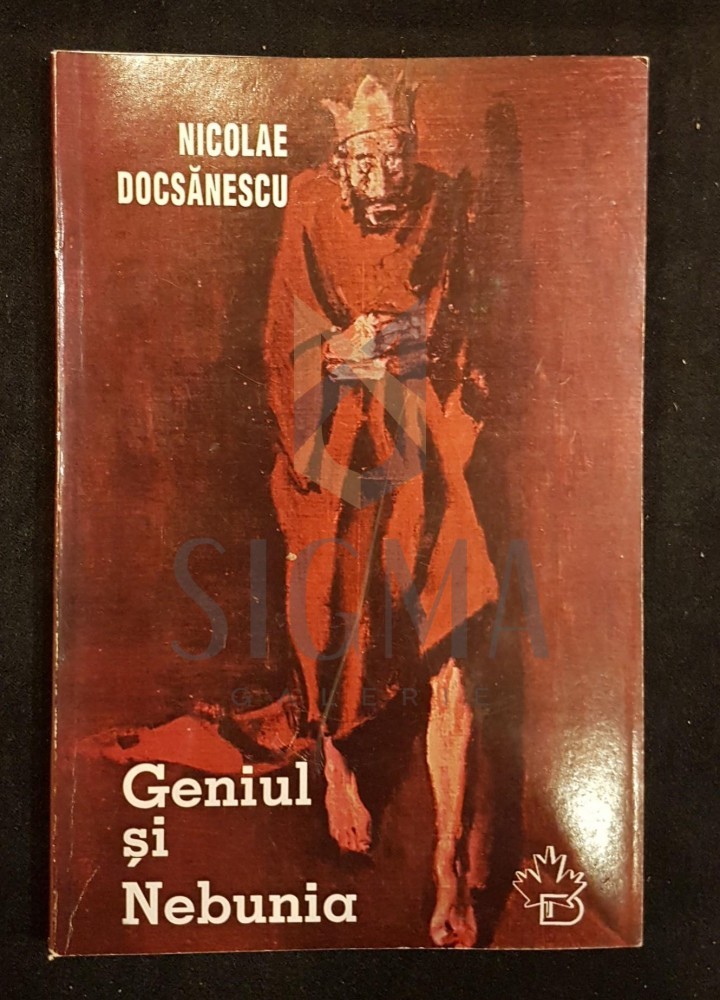 NICOLAE
DOCSĂNESCU
SIGMA
GALERIE
Geniul
și
Nebunia